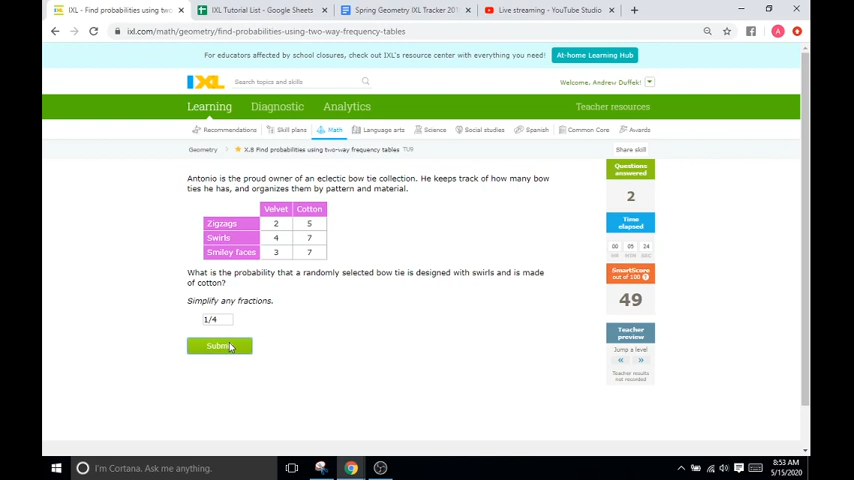 IXL - Find probabilities using two
IXL Tutorial List - Google Sheets
Spring Geometry IXL Tracker 201
Live streaming - YouTube Studio
ixl.com/math/geometry/find-probabilities-using-two-way-frequency-tables
For educators affected by school closures, check out IXL's resource center with everything you need!
At-home Learning Hub
IXL
Search topics and skills
Welcome, Andrew Duffek!
Learning
Diagnostic
Analytics
Teacher resources
Recommendations
Skill plans
Math
Language arts
Science
Social studies
Spanish
Common Core
Awards
Geometry > X.8 Find probabilities using two-way frequency tables TU9
Share skill
Questions answered
2
Time elapsed
00 05 24
HR MIN SEC
SmartScore
out of 100
49
Teacher preview
Jump a level
Teacher results not recorded
Antonio is the proud owner of an eclectic bow tie collection. He keeps track of how many bow
ties he has, and organizes them by pattern and material.
Velvet Cotton
Zigzags 2 5
Swirls 4 7
Smiley faces 3 7
What is the probability that a randomly selected bow tie is designed with swirls and is made
of cotton?
Simplify any fractions.
1/4
Submit
I'm Cortana. Ask me anything.
8:53 AM
5/15/2020